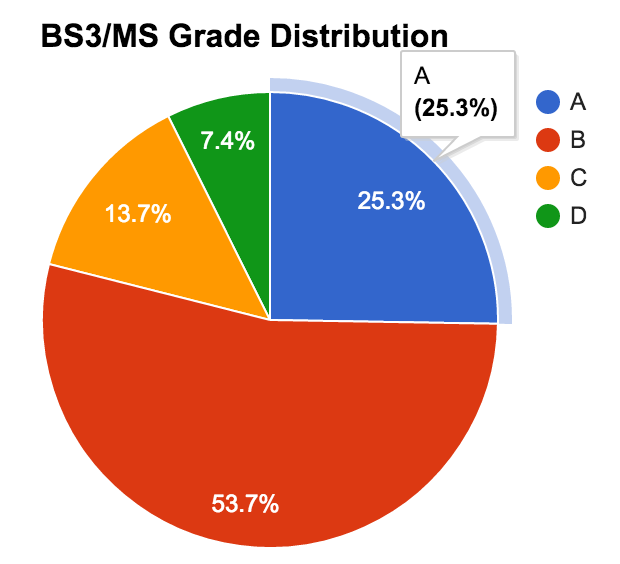 BS3/MS Grade Distribution
A
(25.3%)
A
B
C
D
7.4%
25.3%
13.7%
53.7%